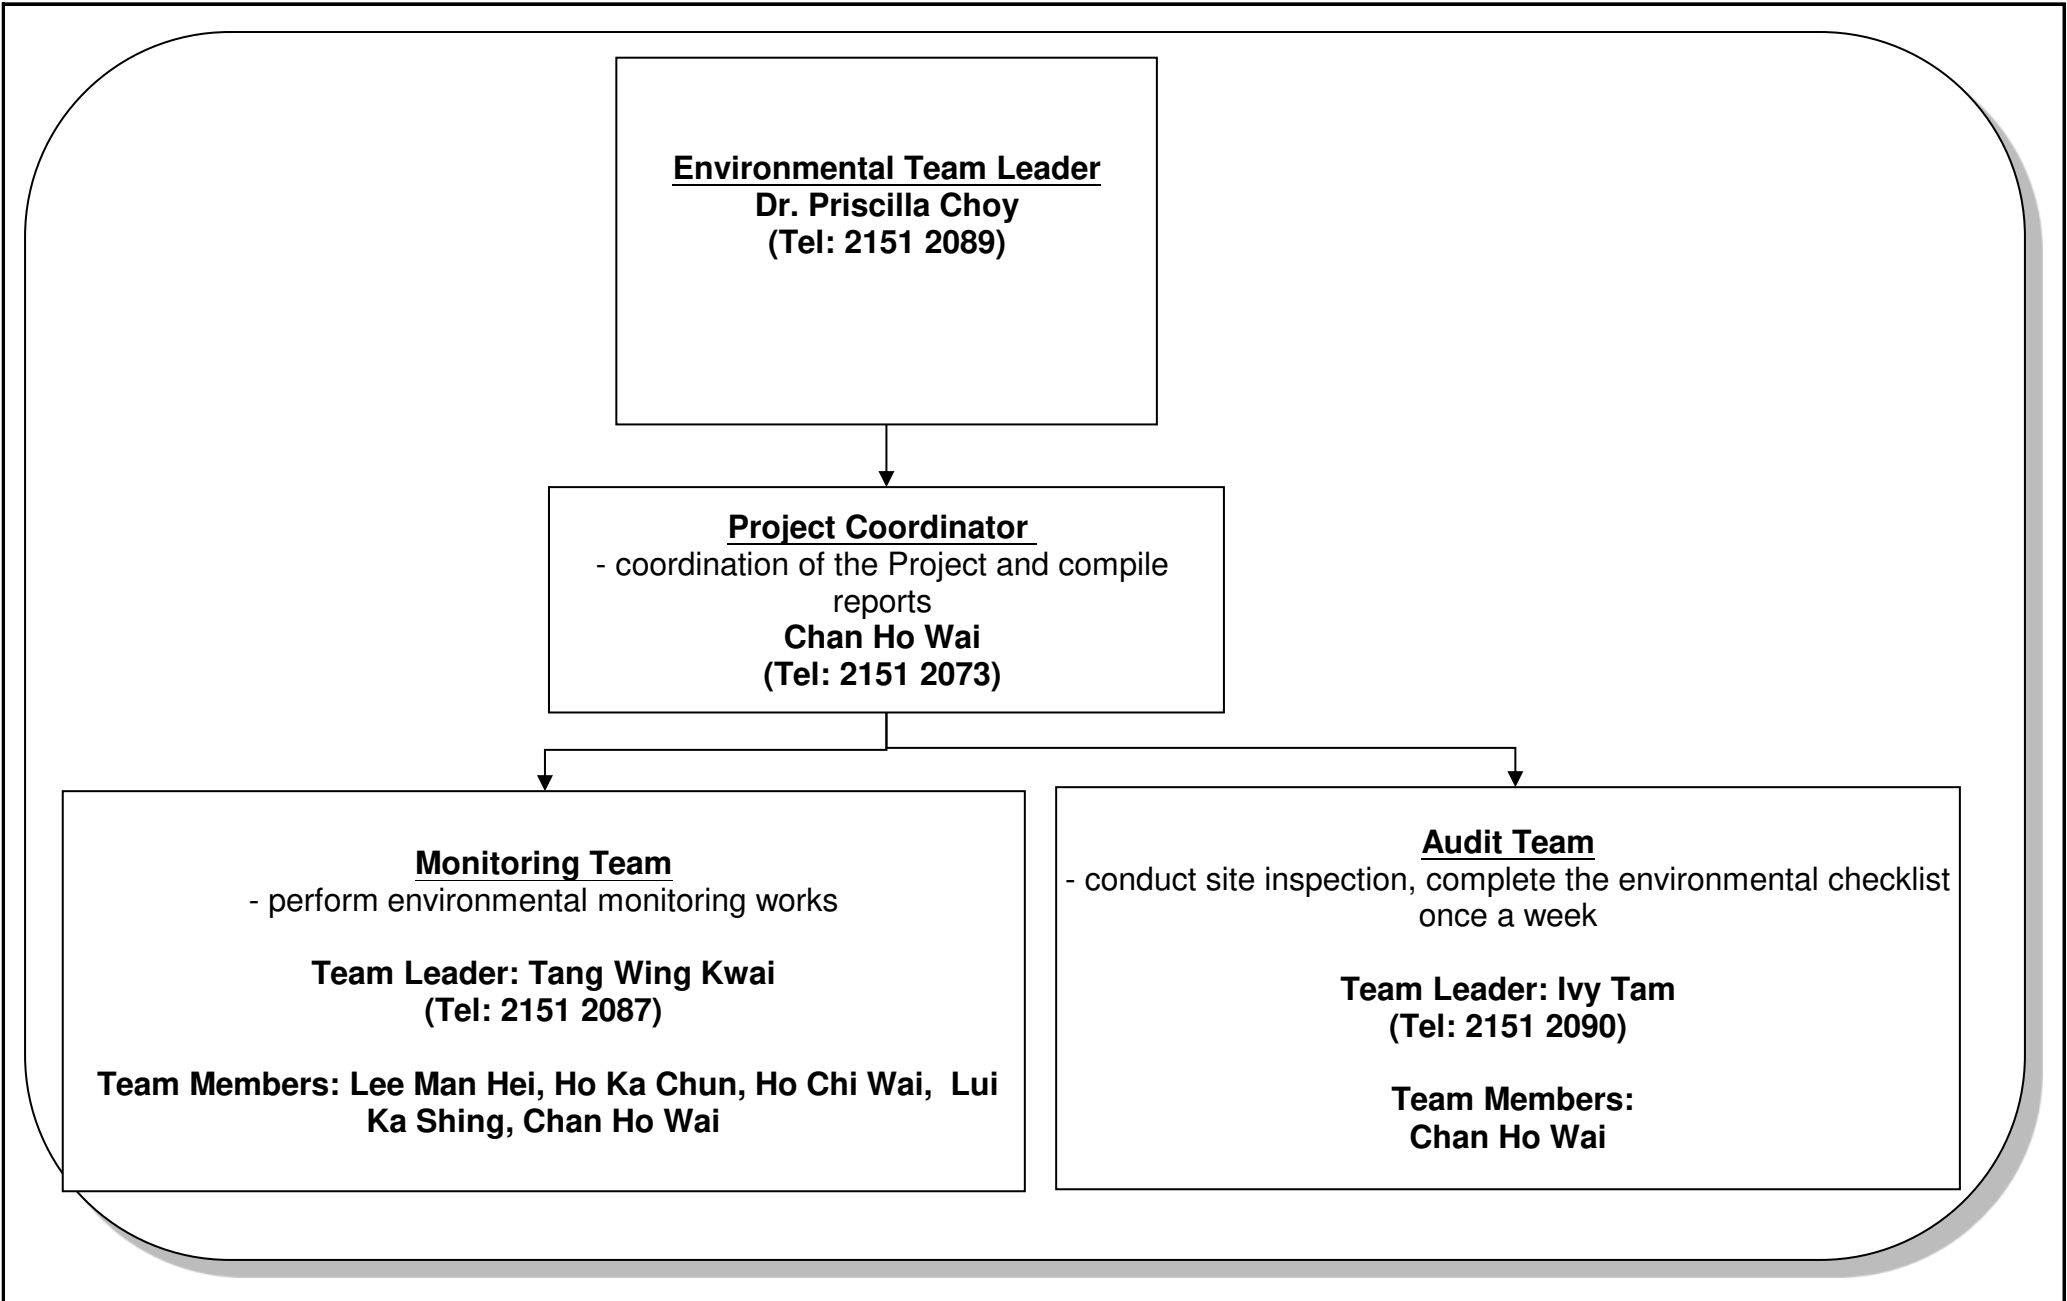 Environmental Team Leader
Dr. Priscilla Choy
(Tel: 2151 2089)
Project Coordinator
- coordination of the Project and compile
reports
Chan Ho Wai
(Tel: 2151 2073)
Monitoring Team
- perform environmental monitoring works
Team Leader: Tang Wing Kwai
(Tel: 2151 2087)
Team Members: Lee Man Hei, Ho Ka Chun, Ho Chi Wai, Lui
Ka Shing, Chan Ho Wai
Audit Team
- conduct site inspection, complete the environmental checklist
once a week
Team Leader: Ivy Tam
(Tel: 2151 2090)
Team Members:
Chan Ho Wai